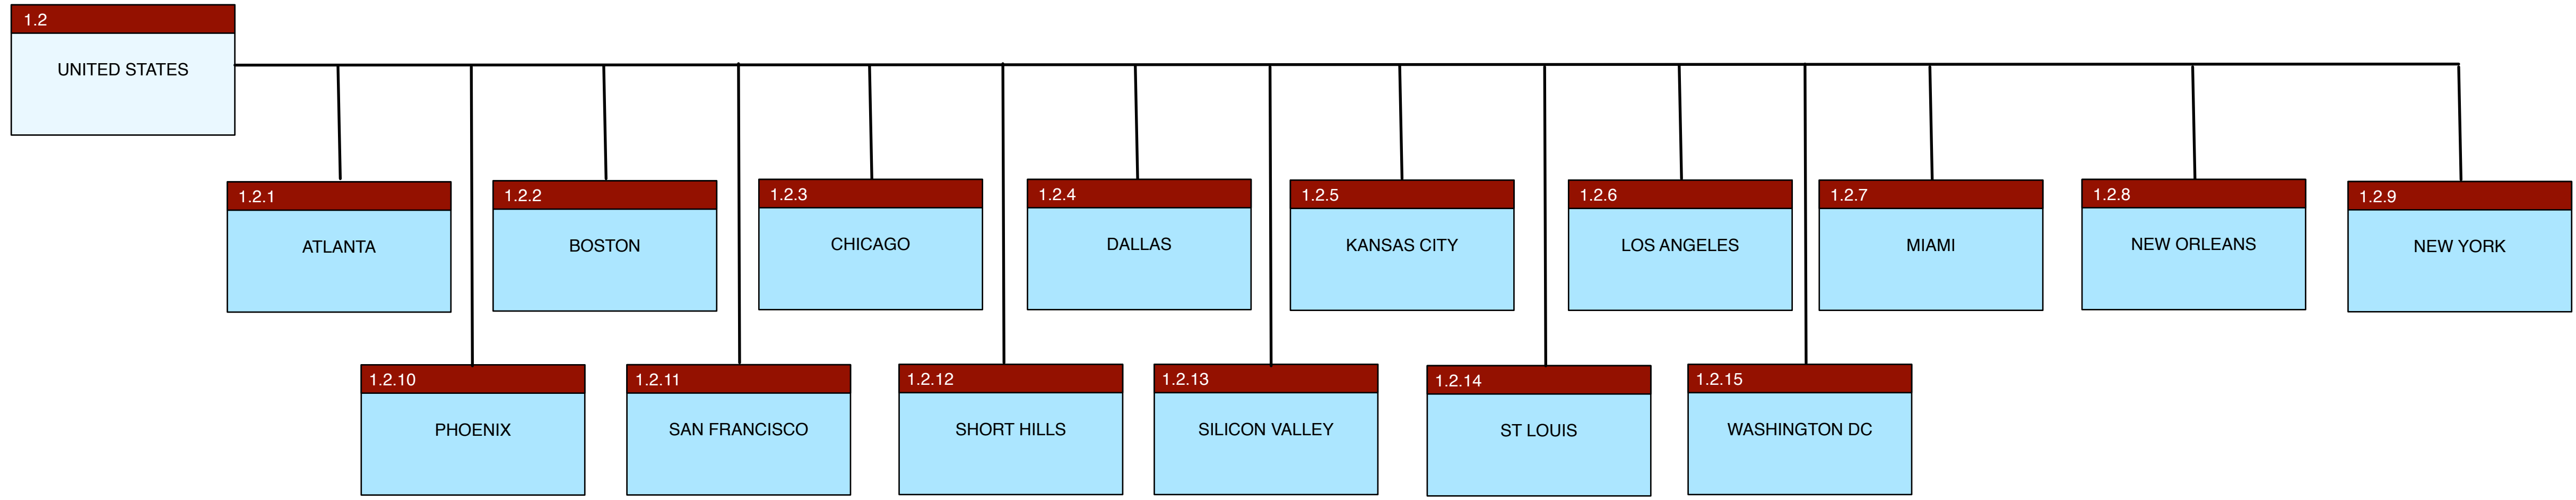 1.2
UNITED STATES
1.2.1
ATLANTA
1.2.2
BOSTON
1.2.3
CHICAGO
1.2.4
DALLAS
1.2.5
KANSAS CITY
1.2.6
LOS ANGELES
1.2.7
MIAMI
1.2.8
NEW ORLEANS
1.2.9
NEW YORK
1.2.10
PHOENIX
1.2.11
SAN FRANCISCO
1.2.12
SHORT HILLS
1.2.13
SILICON VALLEY
1.2.14
ST LOUIS
1.2.15
WASHINGTON DC